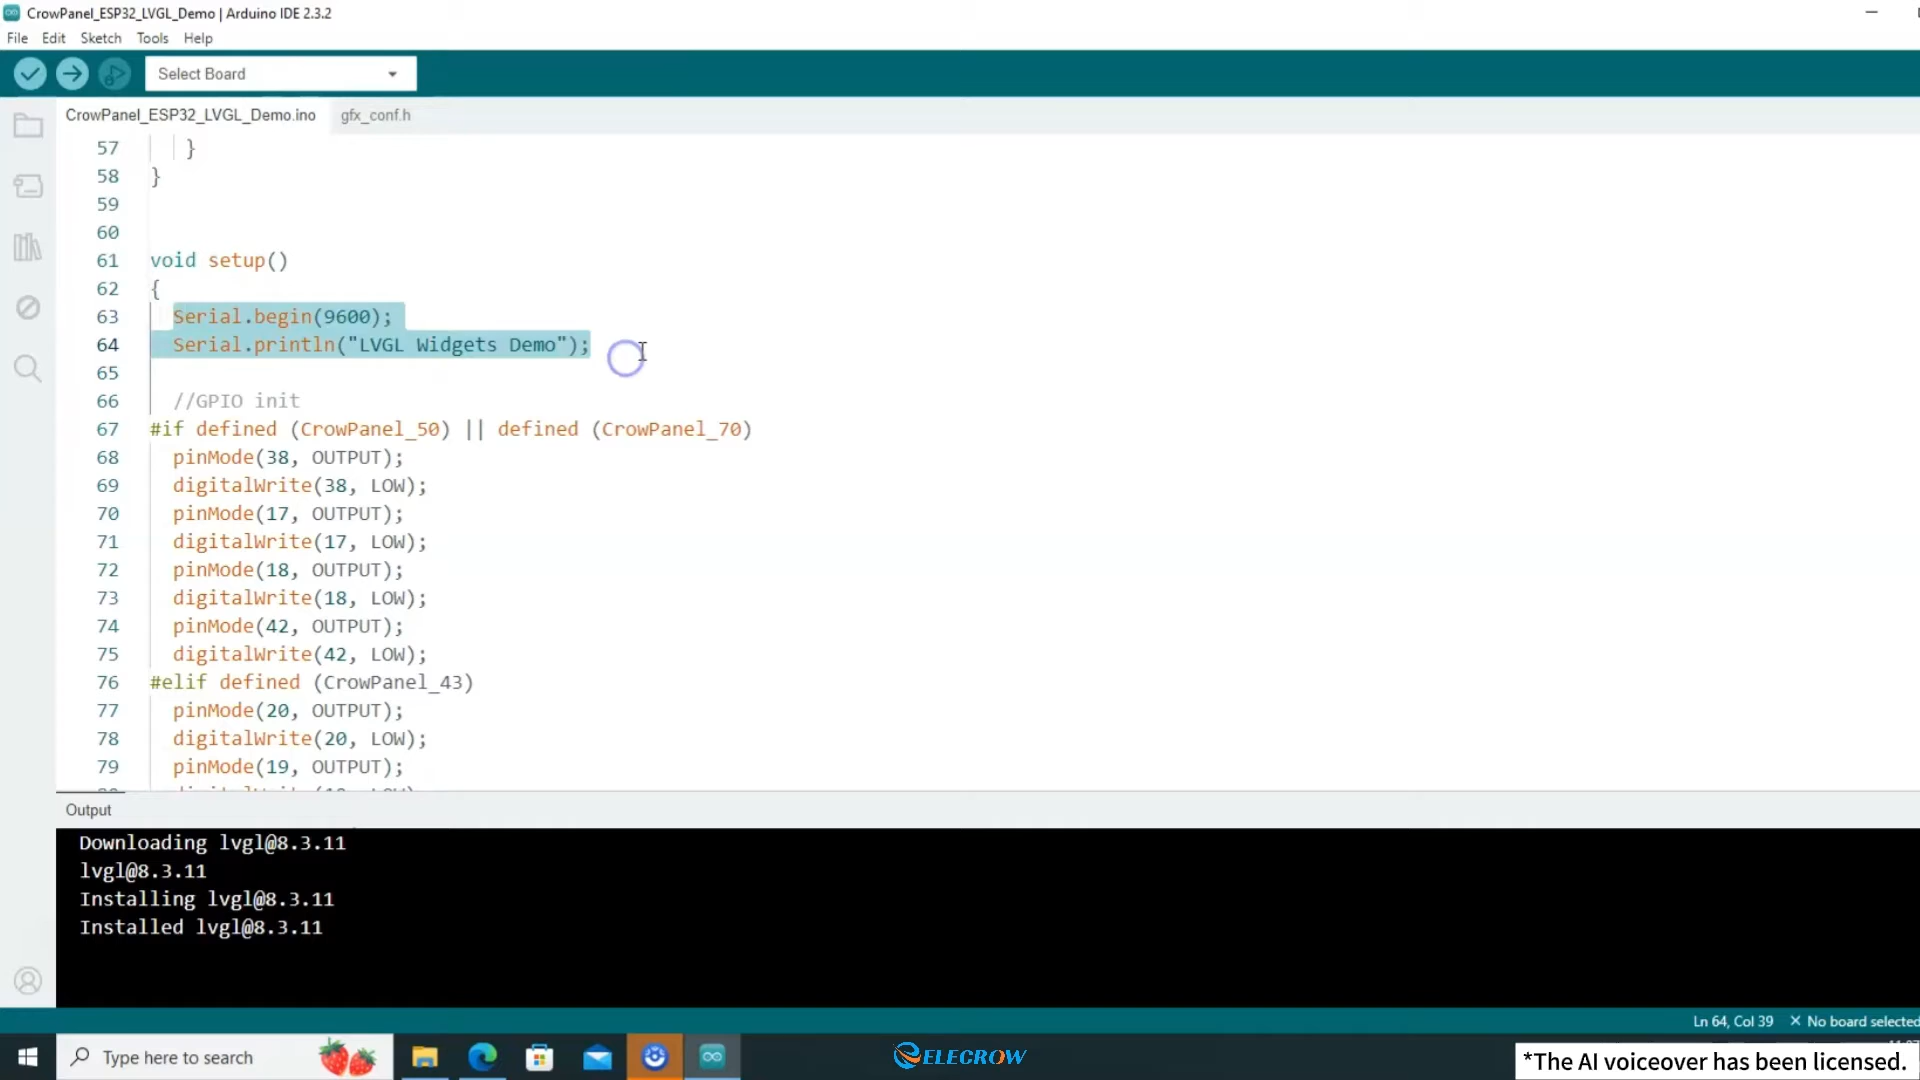 CrowPanel_ESP32_LVGL_Demo | Arduino IDE 2.3.2
File Edit Sketch Tools Help
Select Board
CrowPanel_ESP32_LVGL_Demo.ino gfx_conf.h
57 }
58 }
59
60
61 void setup()
62 {
63 Serial.begin(9600);
64 Serial.println("LVGL Widgets Demo");
65
66 //GPIO init
67 #if defined (CrowPanel_50) || defined (CrowPanel_70)
68 pinMode(38, OUTPUT);
69 digitalWrite(38, LOW);
70 pinMode(17, OUTPUT);
71 digitalWrite(17, LOW);
72 pinMode(18, OUTPUT);
73 digitalWrite(18, LOW);
74 pinMode(42, OUTPUT);
75 digitalWrite(42, LOW);
76 #elif defined (CrowPanel_43)
77 pinMode(20, OUTPUT);
78 digitalWrite(20, LOW);
79 pinMode(19, OUTPUT);
Output
Downloading lvgl@8.3.11
lvgl@8.3.11
Installing lvgl@8.3.11
Installed lvgl@8.3.11
Ln 64, Col 39 No board selected
Type here to search
ELECROW
*The AI voiceover has been licensed.